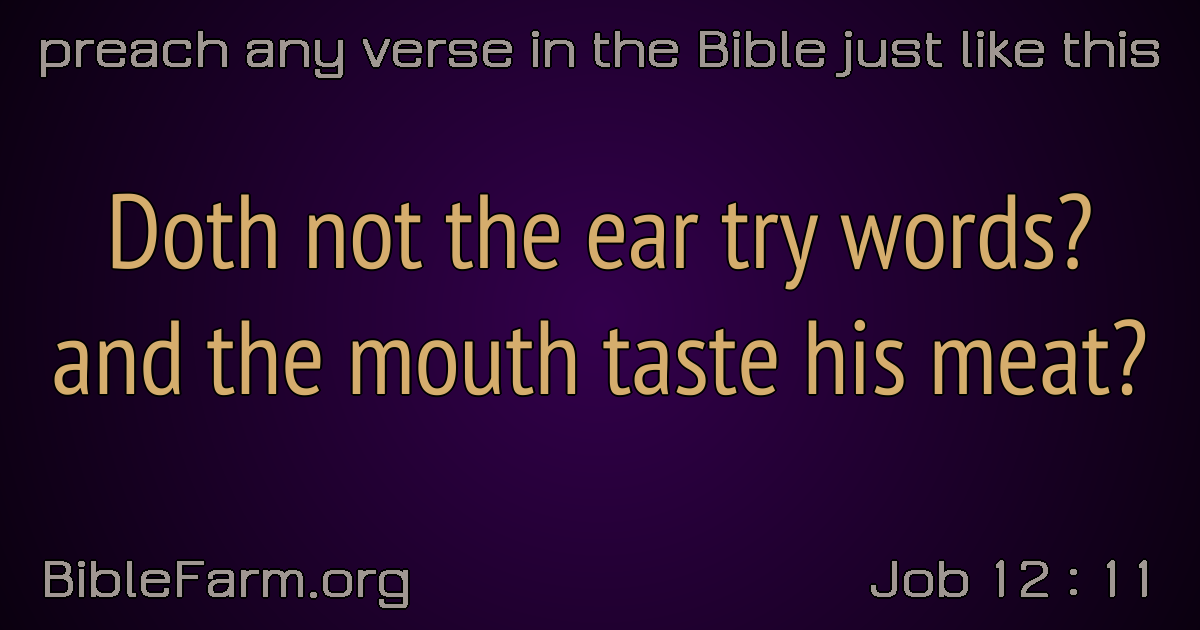 preach any verse in the Bible just like this
Doth not the ear try words?
and the mouth taste his meat?
BibleFarm.org
Job 12 : 11